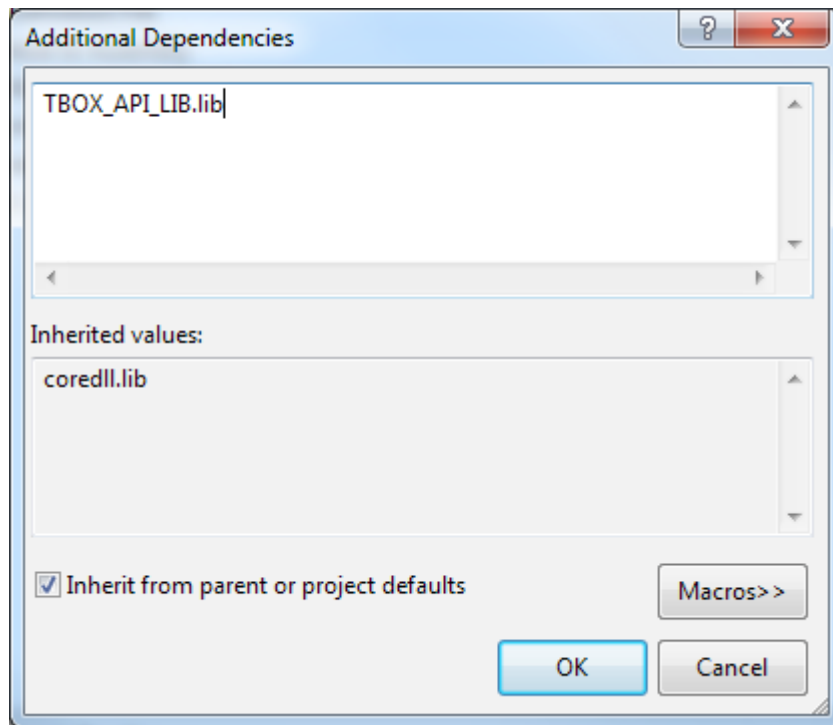 Additional Dependencies
TBOX_API_LIB.lib
Inherited values:
coredll.lib
Inherit from parent or project defaults
Macros>>
OK
Cancel